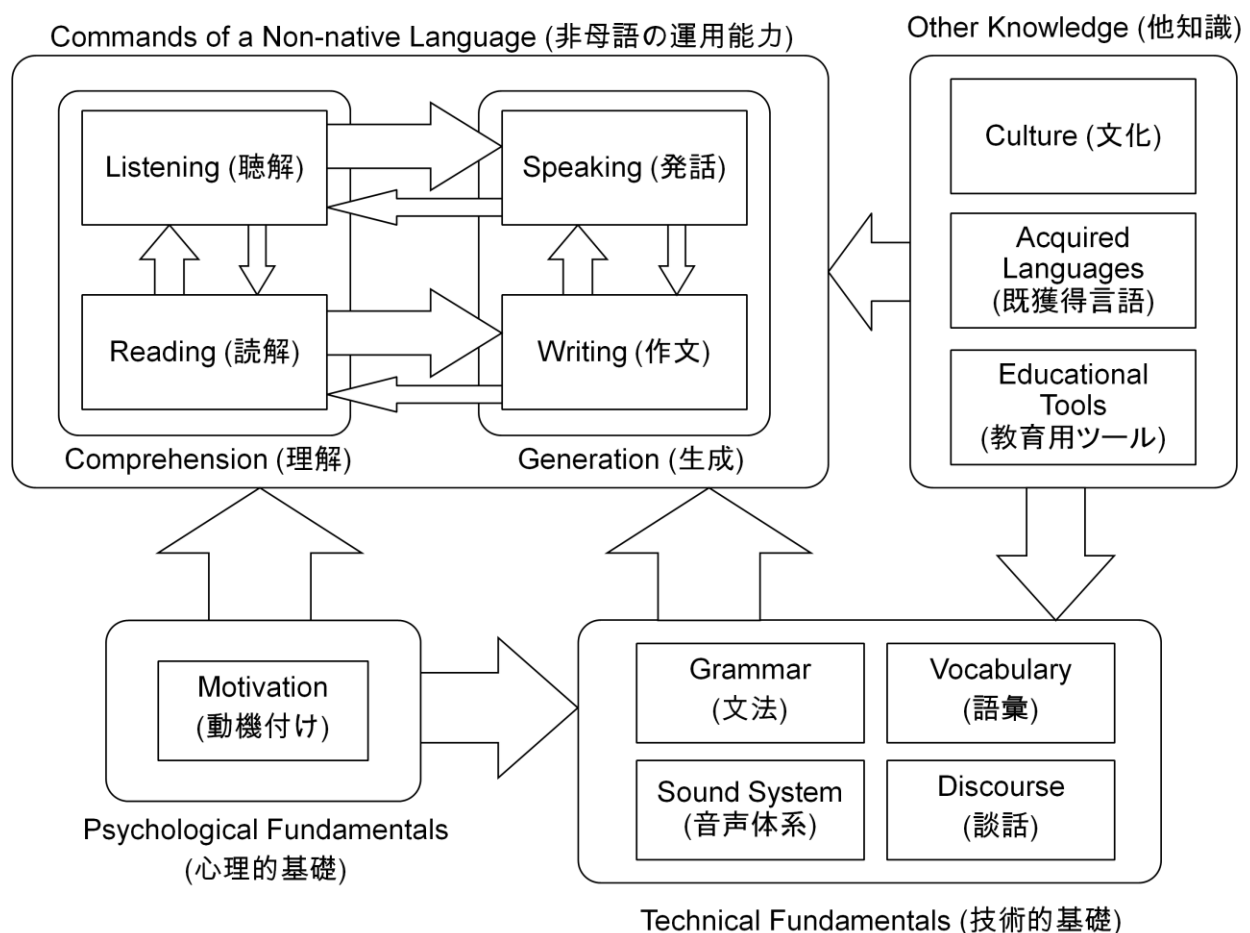 Commands of a Non-native Language (非母語の運用能力)
Listening (聴解)
Speaking (発話)
Reading (読解)
Writing (作文)
Comprehension (理解)
Generation (生成)
Other Knowledge (他知識)
Culture (文化)
Acquired
Languages
(既獲得言語)
Educational
Tools
(教育用ツール)
Motivation
(動機付け)
Psychological Fundamentals
(心理的基礎)
Grammar
(文法)
Vocabulary
(語彙)
Sound System
(音声体系)
Discourse
(談話)
Technical Fundamentals (技術的基礎)